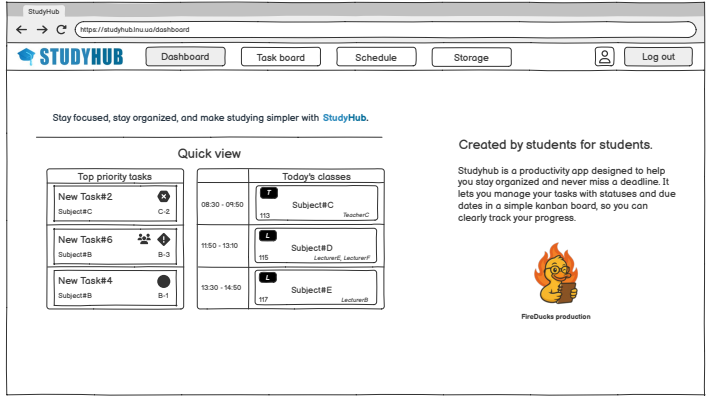 StudyHub
https://studyhub.lnu.ua/dashboard
STUDYHUB
Dashboard
Task board
Schedule
Storage
Log out
Stay focused, stay organized, and make studying simpler with StudyHub.
Quick view
Top priority tasks
New Task#2
Subject#C C-2
New Task#6
Subject#B B-3
New Task#4
Subject#B B-1
Today's classes
08:30 - 09:50
T
Subject#C
113 TeacherC
11:50 - 13:10
L
Subject#D
115 LecturerE, LecturerF
13:30 - 14:50
L
Subject#E
117 LecturerB
Created by students for students.
Studyhub is a productivity app designed to help
you stay organized and never miss a deadline. It
lets you manage your tasks with statuses and due
dates in a simple kanban board, so you can
clearly track your progress.
FireDucks production